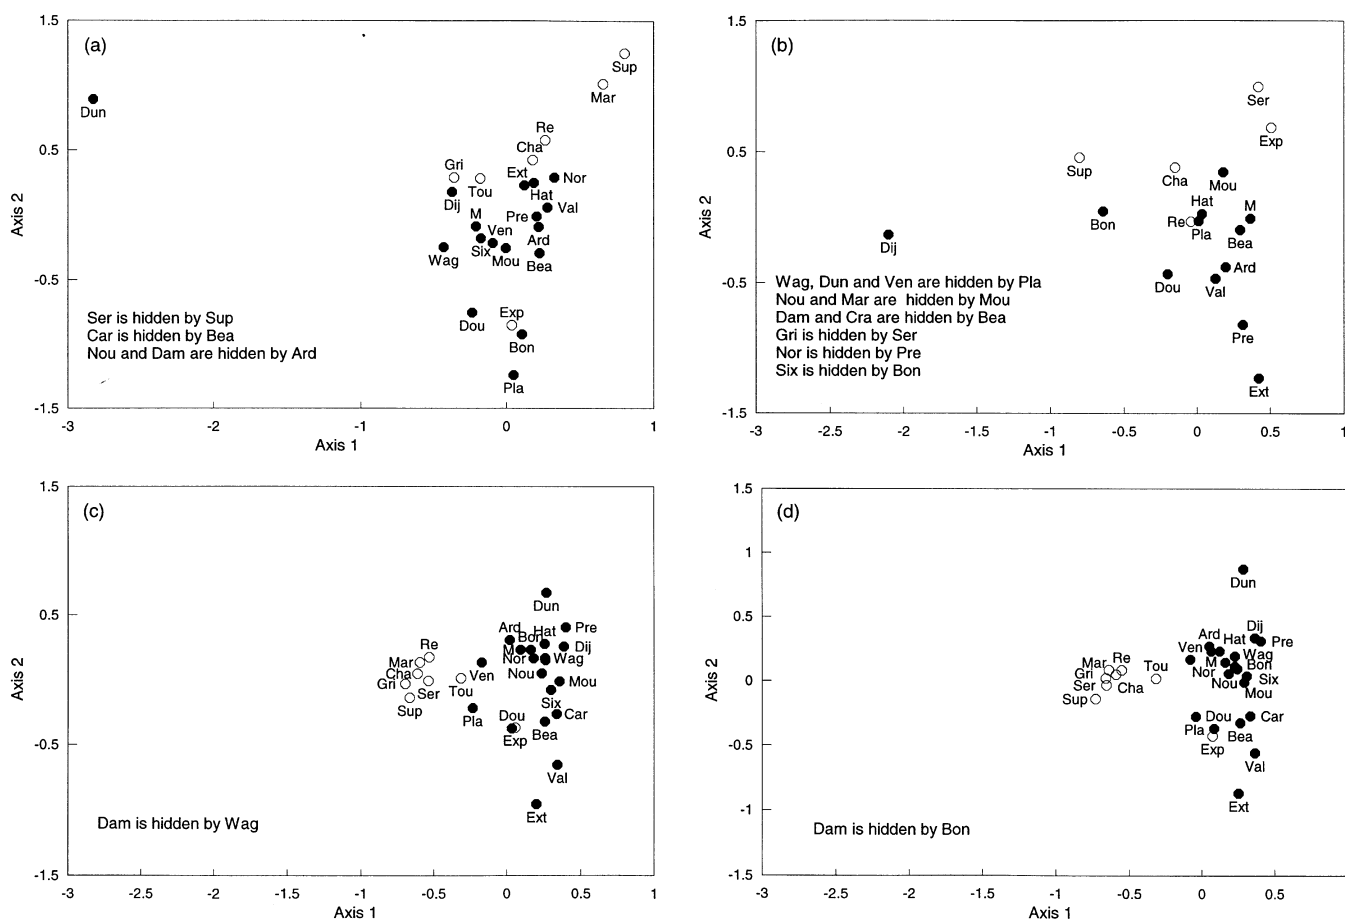 1.5
(a)
Sup
Mar
Dun
Re
Cha
0.5
Gri
Ext
Nor
Tou
Hat
Dij
Val
M
Pre
Axis 2
Ven
Ard
Six
Wag
Mou
Bea
-0.5
Ser is hidden by Sup
Dou
Exp
Car is hidden by Bea
Bon
Nou and Dam are hidden by Ard
Pla
-1.5
-3
-2
-1
0
1
Axis 1
1.5
(b)
Ser
Exp
0.5
Sup
Cha
Mou
Hat
M
Axis 2
Bon
Re
Pla
Bea
Dij
Ard
Wag, Dun and Ven are hidden by Pla
Dou
Val
-0.5
Nou and Mar are hidden by Mou
Dam and Cra are hidden by Bea
Gri is hidden by Ser
Pre
Nor is hidden by Pre
Six is hidden by Bon
Ext
-1.5
-3
-2.5
-2
-1.5
-1
-0.5
0
0.5
1
Axis 1
1.5
(c)
Dun
0.5
Ard
Bon
Hat
Pre
Re
M
Dij
Mar
Nor
Wag
Cha
Ven
Nou
Axis 2
Gri
Ser
Tou
Mou
Sup
Six
Pla
Dou
Car
Exp
Bea
-0.5
Val
Ext
Dam is hidden by Wag
-1.5
-3
-2
-1
-0.5
0
0.5
1
Axis 1
1.5
(d)
1
Dun
0.5
Dij
Ard
Hat
Pre
Ven
Wag
Mar
Re
Tou
M
Bon
Gri
Nor
Six
0
Ser
Cha
Nou
Mou
Axis 2
Sup
Pla
Dou
Car
Exp
Bea
-0.5
Val
Ext
-1
Dam is hidden by Bon
-1.5
-3
-2.5
-2
-1.5
-1
-0.5
0
0.5
1
Axis 1